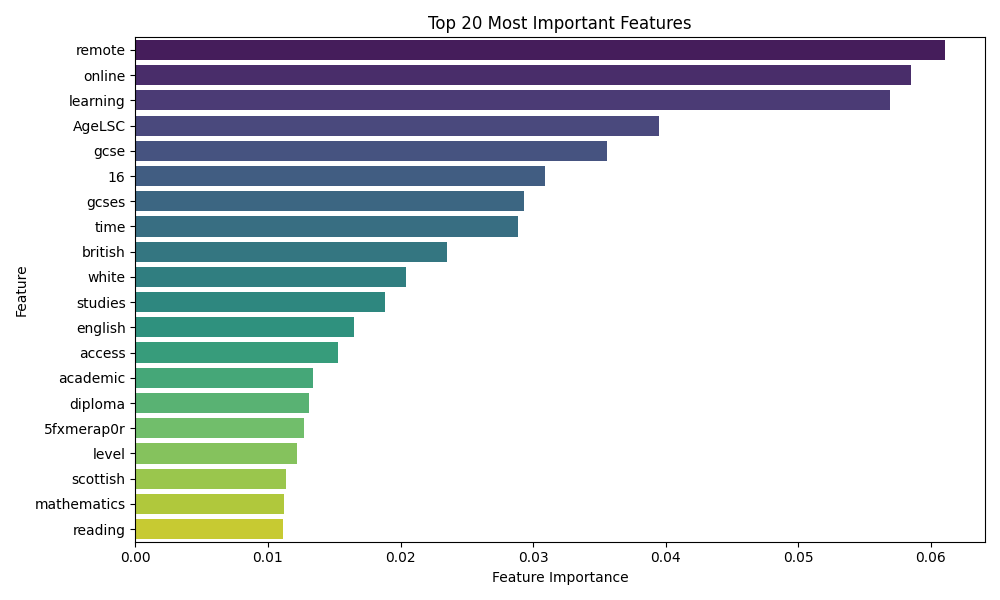 Top 20 Most Important Features
remote
online
learning
AgeLSC
gcse
16
gcses
time
british
white
studies
english
access
academic
diploma
5fxmerap0r
level
scottish
mathematics
reading
Feature
0.00 0.01 0.02 0.03 0.04 0.05 0.06
Feature Importance